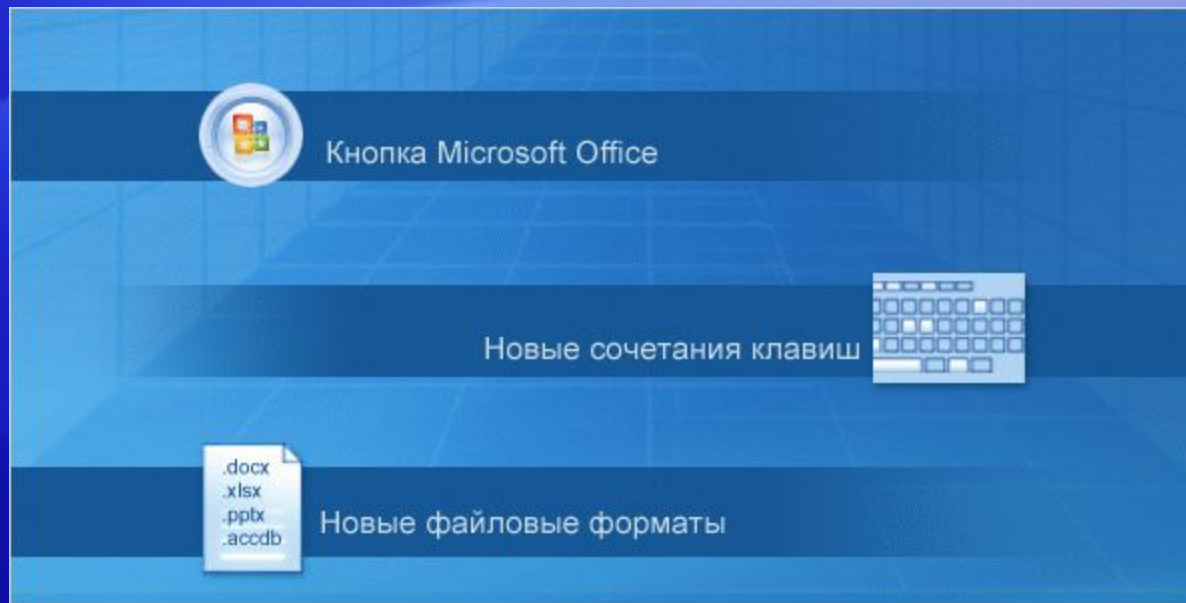 Кнопка Microsoft Office
Новые сочетания клавиш
.docx
.xlsx
.pptx
.accdb
Новые файловые форматы